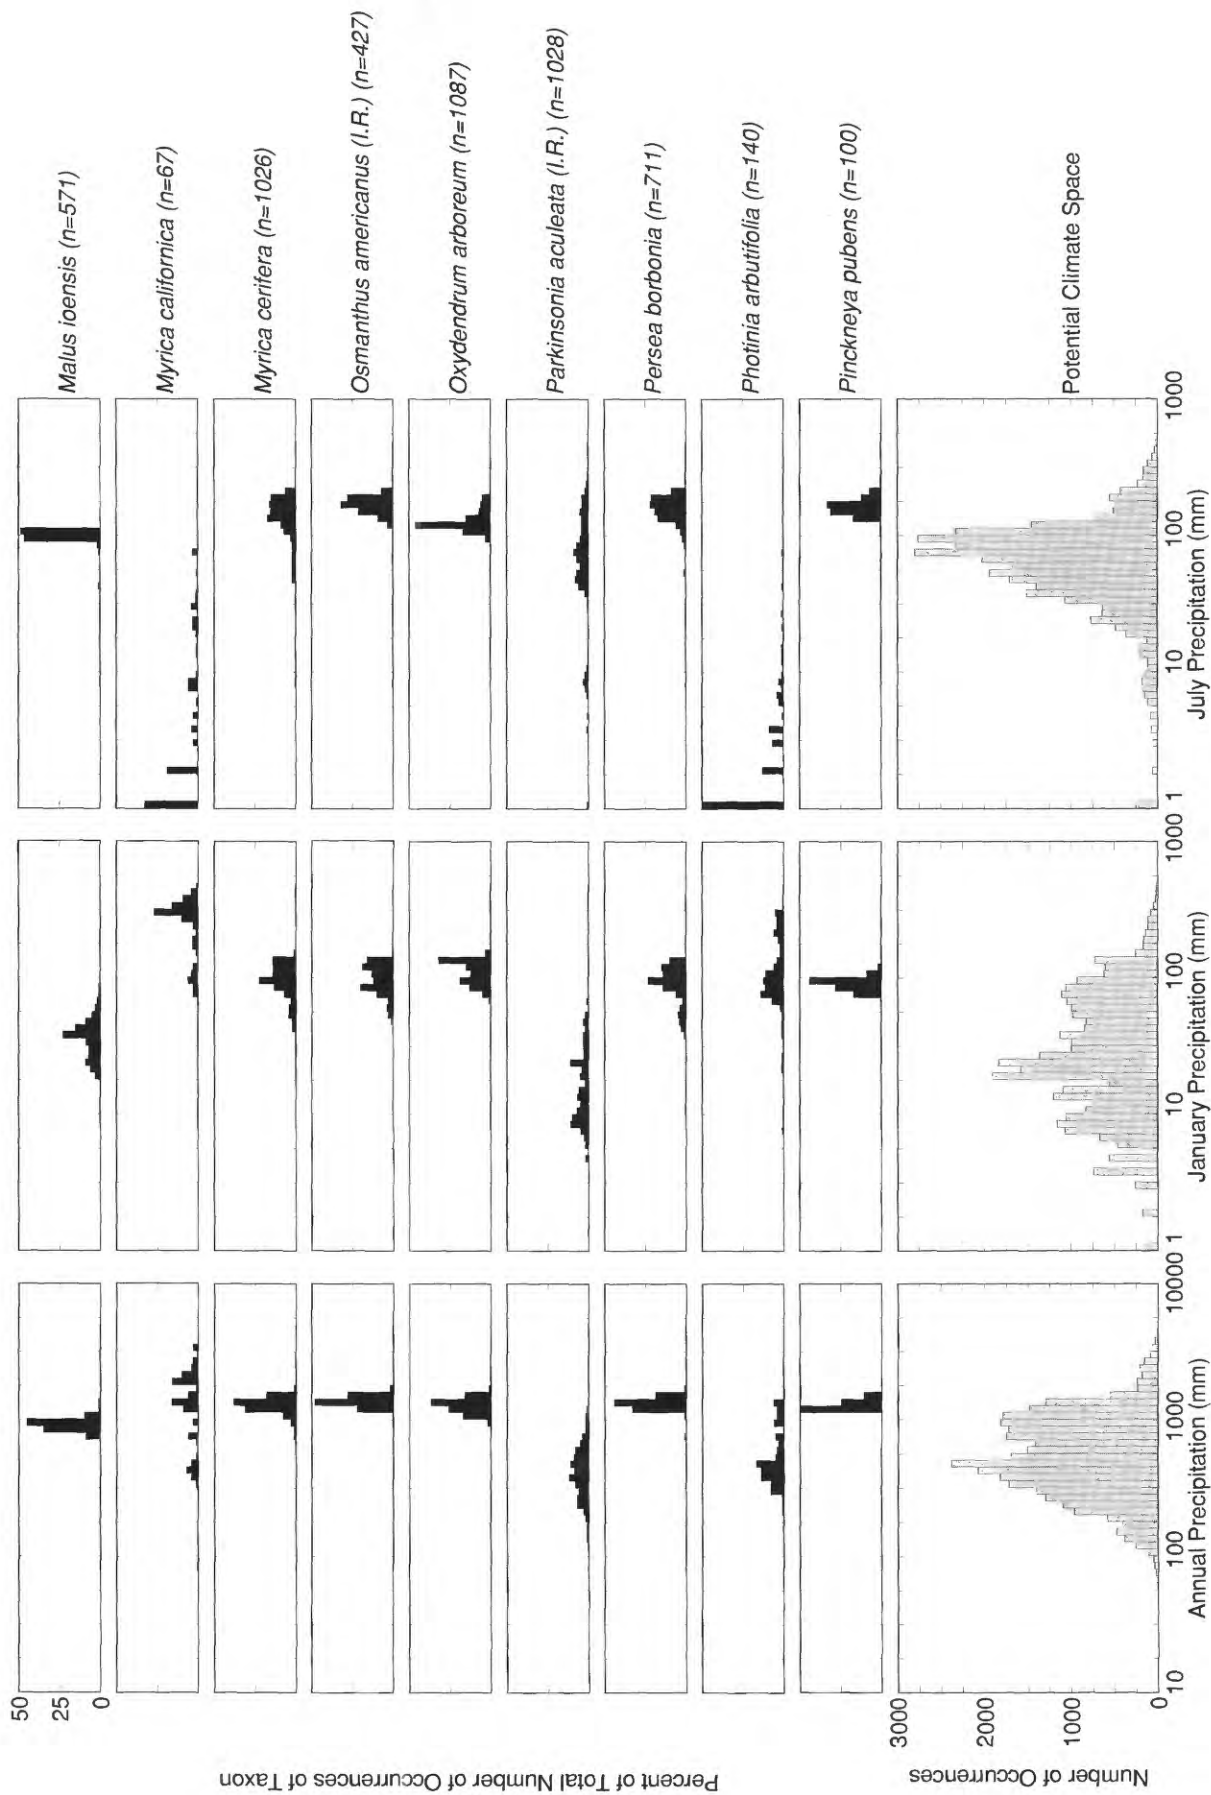 Malus ioensis (n=571)
Myrica californica (n=67)
Myrica cerifera (n=1026)
Osmanthus americanus (I.R.) (n=427)
Oxydendrum arboreum (n=1087)
Parkinsonia aculeata (I.R.) (n=1028)
Persea borbonia (n=711)
Photinia arbutifolia (n=140)
Pinckneya pubens (n=100)
Potential Climate Space
50
25
0
Percent of Total Number of Occurrences of Taxon
3000
2000
1000
0
Number of Occurrences
10
100
1000
10000
Annual Precipitation (mm)
1
10
100
1000
January Precipitation (mm)
1
10
100
1000
July Precipitation (mm)